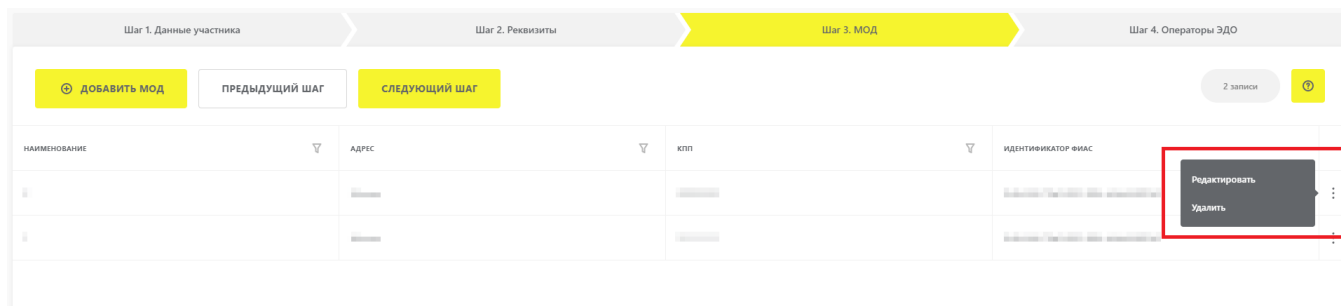 Шаг 1. Данные участника
Шаг 2. Реквизиты
Шаг 3. МОД
Шаг 4. Операторы ЭДО
ДОБАВИТЬ МОД
ПРЕДЫДУЩИЙ ШАГ
СЛЕДУЮЩИЙ ШАГ
2 записи
НАИМЕНОВАНИЕ
АДРЕС
КПП
ИДЕНТИФИКАТОР ФИАС
Редактировать
Удалить